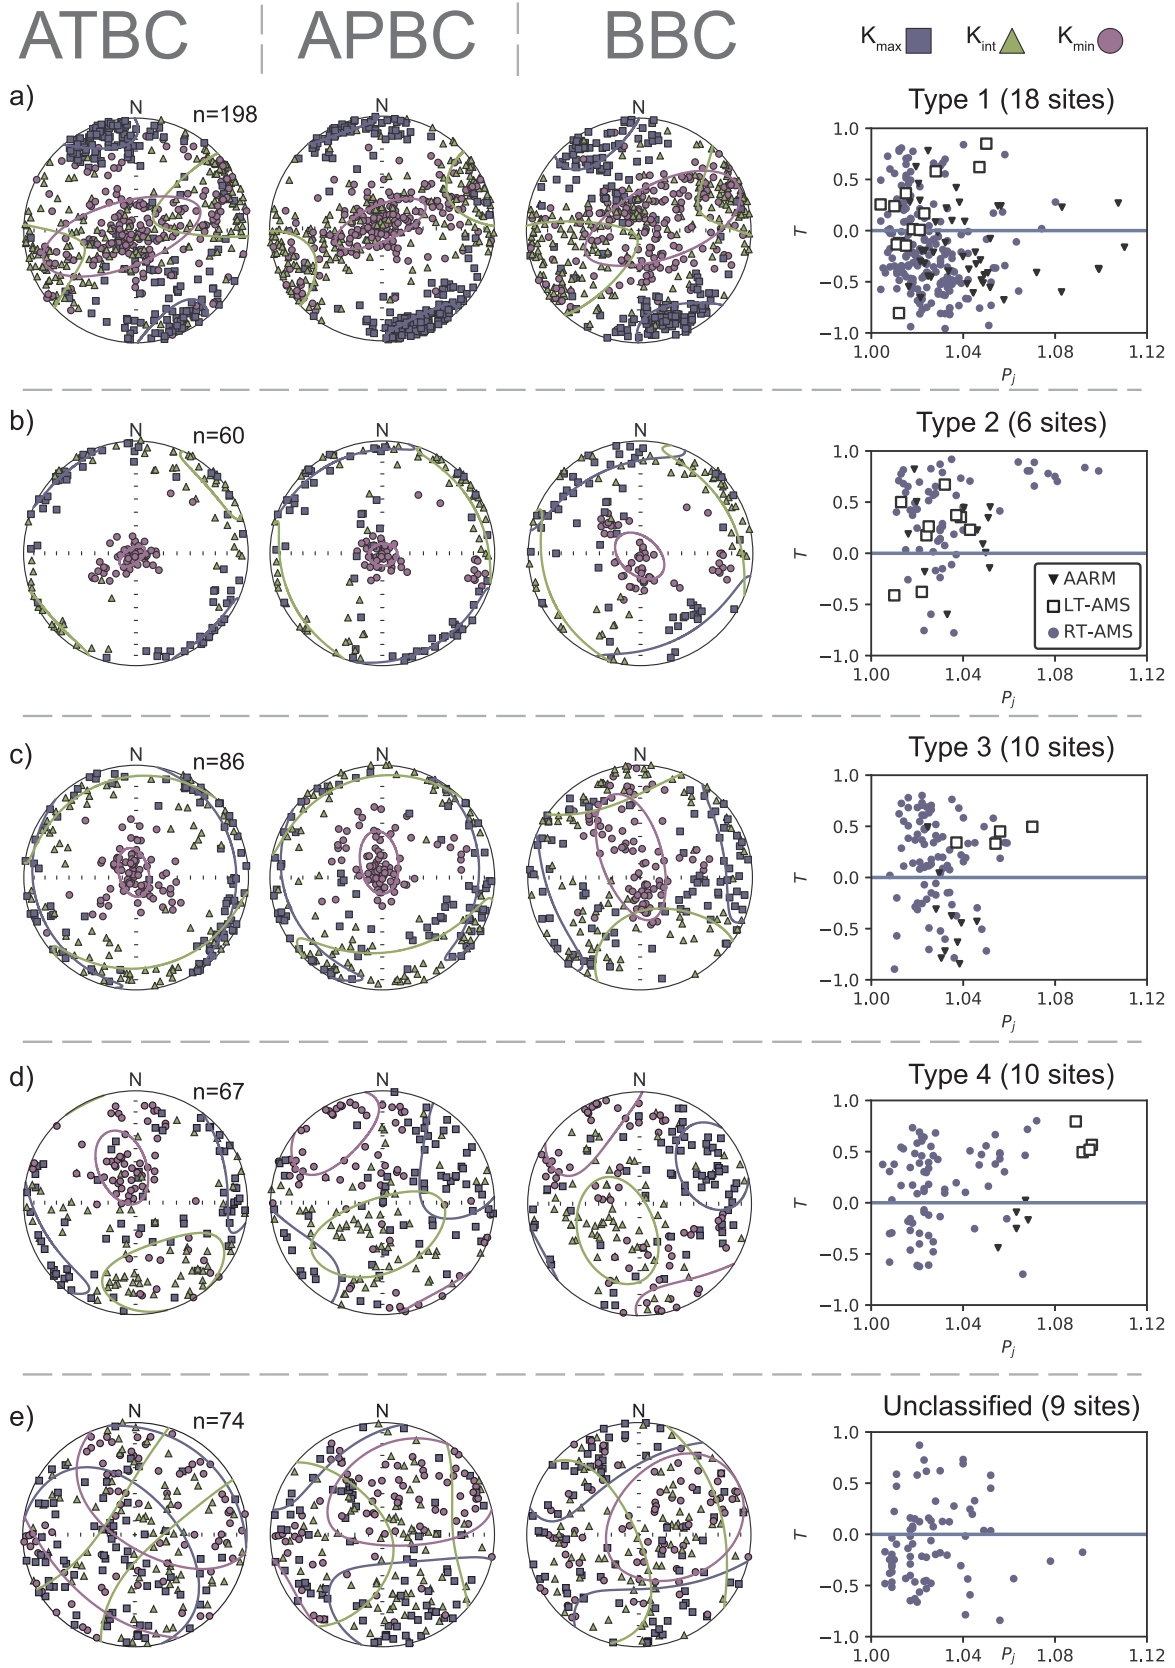 ATBC APBC BBC Kmax Kint Kmin
a) N n=198 N N Type 1 (18 sites)
1.0
0.5
T 0.0
−0.5
−1.0
1.00 1.04 1.08 1.12
Pj
b) N n=60 N N Type 2 (6 sites)
1.0
0.5
T 0.0
AARM
−0.5 LT-AMS
RT-AMS
−1.0
1.00 1.04 1.08 1.12
Pj
c) N n=86 N N Type 3 (10 sites)
1.0
0.5
T 0.0
−0.5
−1.0
1.00 1.04 1.08 1.12
Pj
d) N n=67 N N Type 4 (10 sites)
1.0
0.5
T 0.0
−0.5
−1.0
1.00 1.04 1.08 1.12
Pj
e) N n=74 N N Unclassified (9 sites)
1.0
0.5
T 0.0
−0.5
−1.0
1.00 1.04 Pj 1.08 1.12